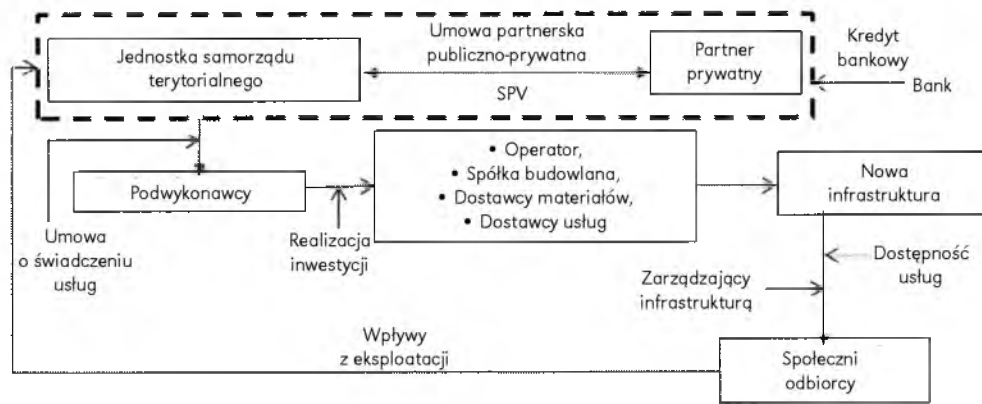 Jednostka samorządu
terytorialnego
Umowa partnerska
publiczno-prywatna
SPV
Partner
prywatny
Kredyt
bankowy
Bank
Podwykonawcy
• Operator,
• Spółka budowlana,
• Dostawcy materiałów,
• Dostawcy usług
Nowa
infrastruktura
Umowa
o świadczeniu
usług
Realizacja
inwestycji
Dostępność
usług
Zarządzający
infrastrukturą
Wpływy
z eksploatacji
Społeczni
odbiorcy